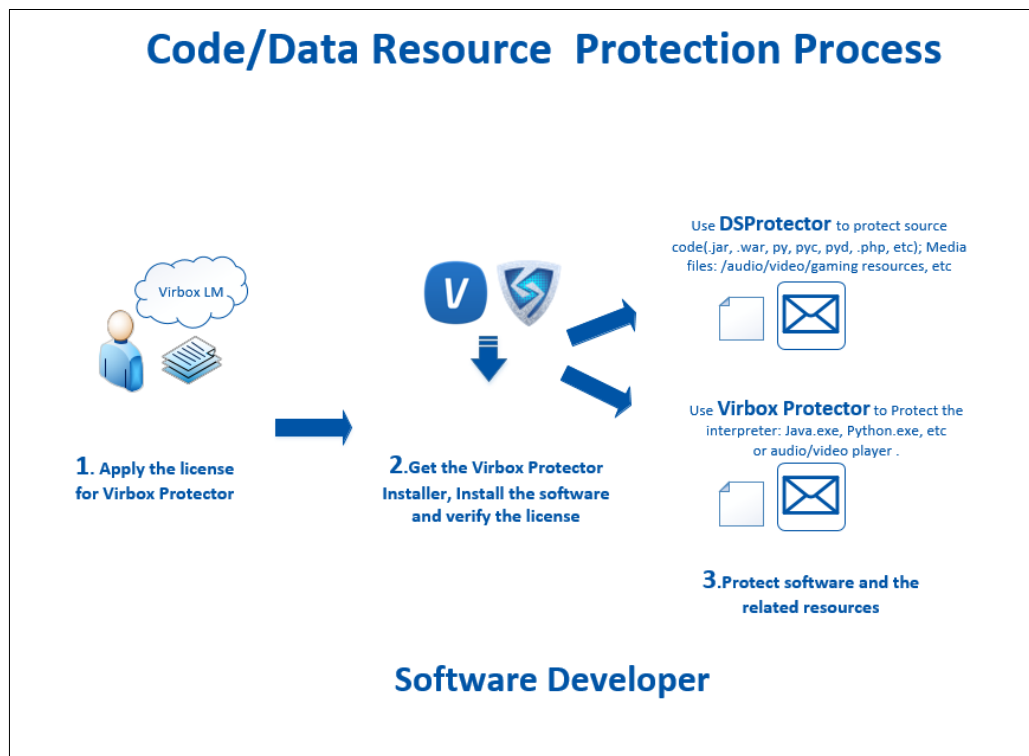 Code/Data Resource  Protection Process
Virbox LM
1. Apply the license
for Virbox Protector
V
2.Get the Virbox Protector
Installer, Install the software
and verify the license
Use DSProtector to protect source
code(.jar, .war, py, pyc, pyd, .php, etc); Media
files: /audio/video/gaming resources, etc
Use Virbox Protector to Protect the
interpreter: Java.exe, Python.exe, etc
or audio/video player .
3.Protect software and the
related resources
Software Developer